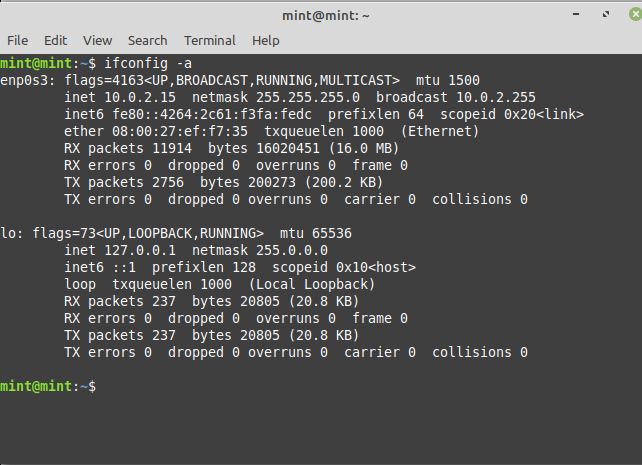 mint@mint: ~
File Edit View Search Terminal Help
mint@mint:~$ ifconfig -a
enp0s3: flags=4163<UP,BROADCAST,RUNNING,MULTICAST>  mtu 1500
        inet 10.0.2.15  netmask 255.255.255.0  broadcast 10.0.2.255
        inet6 fe80::4264:2c61:f3fa:fedc  prefixlen 64  scopeid 0x20<link>
        ether 08:00:27:ef:f7:35  txqueuelen 1000  (Ethernet)
        RX packets 11914  bytes 16020451 (16.0 MB)
        RX errors 0  dropped 0  overruns 0  frame 0
        TX packets 2756  bytes 200273 (200.2 KB)
        TX errors 0  dropped 0 overruns 0  carrier 0  collisions 0
lo: flags=73<UP,LOOPBACK,RUNNING>  mtu 65536
        inet 127.0.0.1  netmask 255.0.0.0
        inet6 ::1  prefixlen 128  scopeid 0x10<host>
        loop  txqueuelen 1000  (Local Loopback)
        RX packets 237  bytes 20805 (20.8 KB)
        RX errors 0  dropped 0  overruns 0  frame 0
        TX packets 237  bytes 20805 (20.8 KB)
        TX errors 0  dropped 0 overruns 0  carrier 0  collisions 0
mint@mint:~$